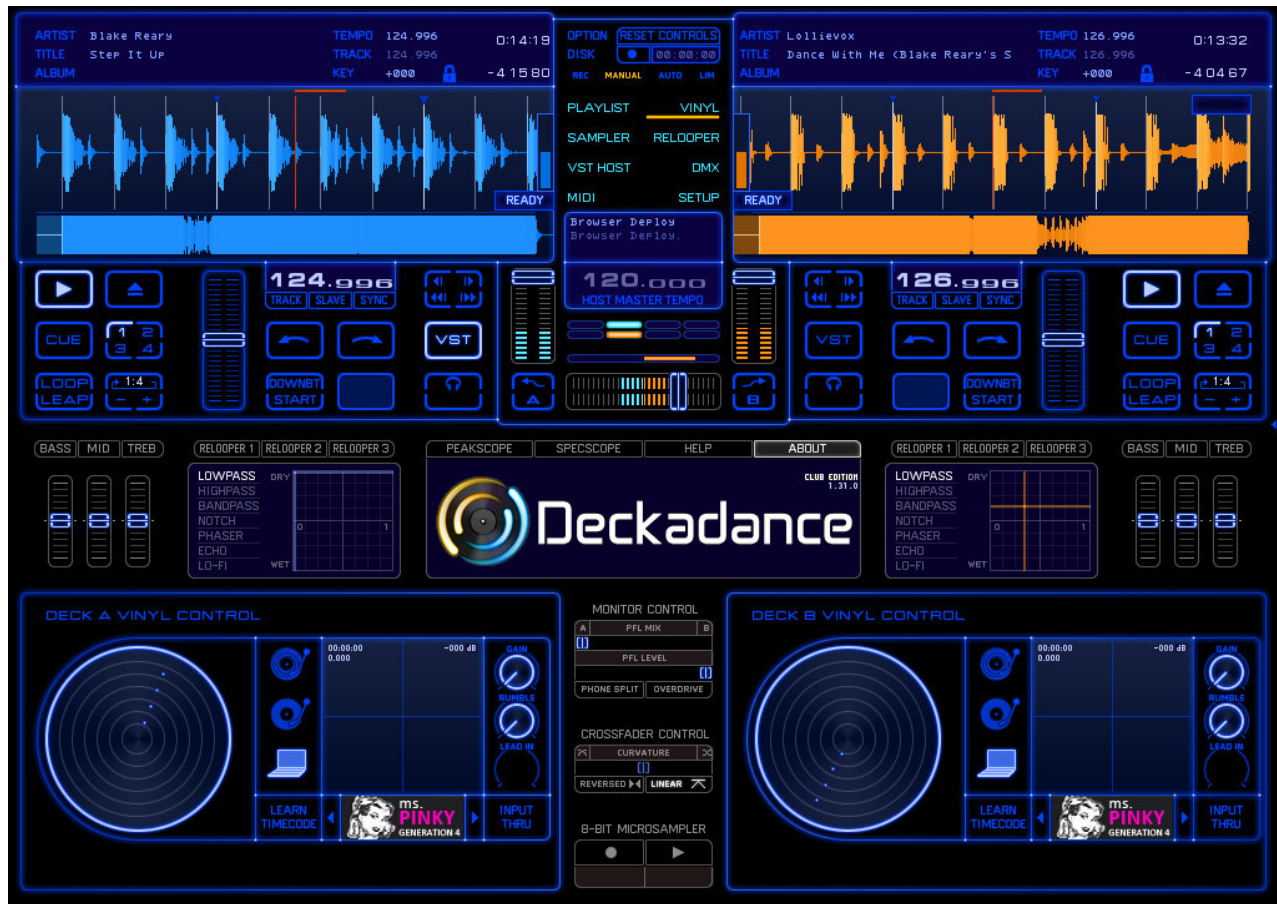 ARTIST Blake Reary TEMPO 124.996 0:14:19
TITLE Step It Up TRACK 124.996
ALBUM KEY +000 -41580
OPTION RESET CONTROLS
DISK 00:00:00
REC MANUAL AUTO LIM
ARTIST Lollievox TEMPO 126.996 0:13:32
TITLE Dance With Me (Blake Reary's S TRACK 126.996
ALBUM KEY +000 -40467
PLAYLIST VINYL
SAMPLER RELOOPER
VST HOST DMX
MIDI SETUP
READY
READY
Browser Deploy
Browser Deploy.
124.996
TRACK SLAVE SYNC
120.000
HOST MASTER TEMPO
126.996
TRACK SLAVE SYNC
CUE 1 2 3 4 VST
LOOP LEAP 1:4 - + DOWNBT START
A B
VST CUE 1 2 3 4
DOWNBT START LOOP LEAP 1:4 - +
BASS MID TREB
RELOOPER 1 RELOOPER 2 RELOOPER 3
PEAKSCOPE SPECSCOPE HELP ABOUT
RELOOPER 1 RELOOPER 2 RELOOPER 3
BASS MID TREB
LOWPASS DRY
HIGHPASS
BANDPASS
NOTCH 0 1
PHASER
ECHO
LO-FI WET
CLUB EDITION
1.31.0
Deckadance
LOWPASS DRY
HIGHPASS
BANDPASS
NOTCH 0 1
PHASER
ECHO
LO-FI WET
DECK A VINYL CONTROL
00:00:00 -000 dB
0.000
GAIN
RUMBLE
LEAD IN
LEARN TIMECODE
ms.
PINKY
GENERATION 4
INPUT THRU
MONITOR CONTROL
A PFL MIX B
PFL LEVEL
PHONE SPLIT OVERDRIVE
CROSSFADER CONTROL
CURVATURE
REVERSED LINEAR
8-BIT MICROSAMPLER
DECK B VINYL CONTROL
00:00:00 -000 dB
0.000
GAIN
RUMBLE
LEAD IN
LEARN TIMECODE
ms.
PINKY
GENERATION 4
INPUT THRU